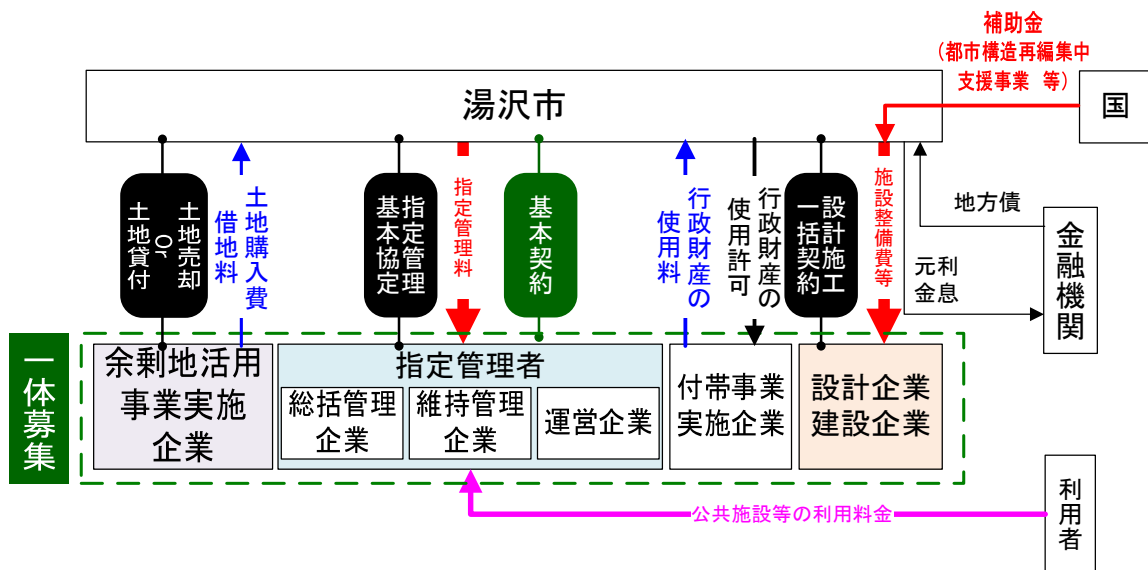 補助金
(都市構造再編集中
支援事業 等)
湯沢市
国
土地売却
Or
土地貸付
土地購入費
借地料
指定管理
基本協定
指定管理料
基本契約
行政財産の
使用料
行政財産の
使用許可
設計施工
一括契約
施設整備費等
地方債
元利
金息
金融機関
一体募集
余剰地活用
事業実施
企業
指定管理者
総括管理
企業
維持管理
企業
運営企業
付帯事業
実施企業
設計企業
建設企業
公共施設等の利用料金
利用者